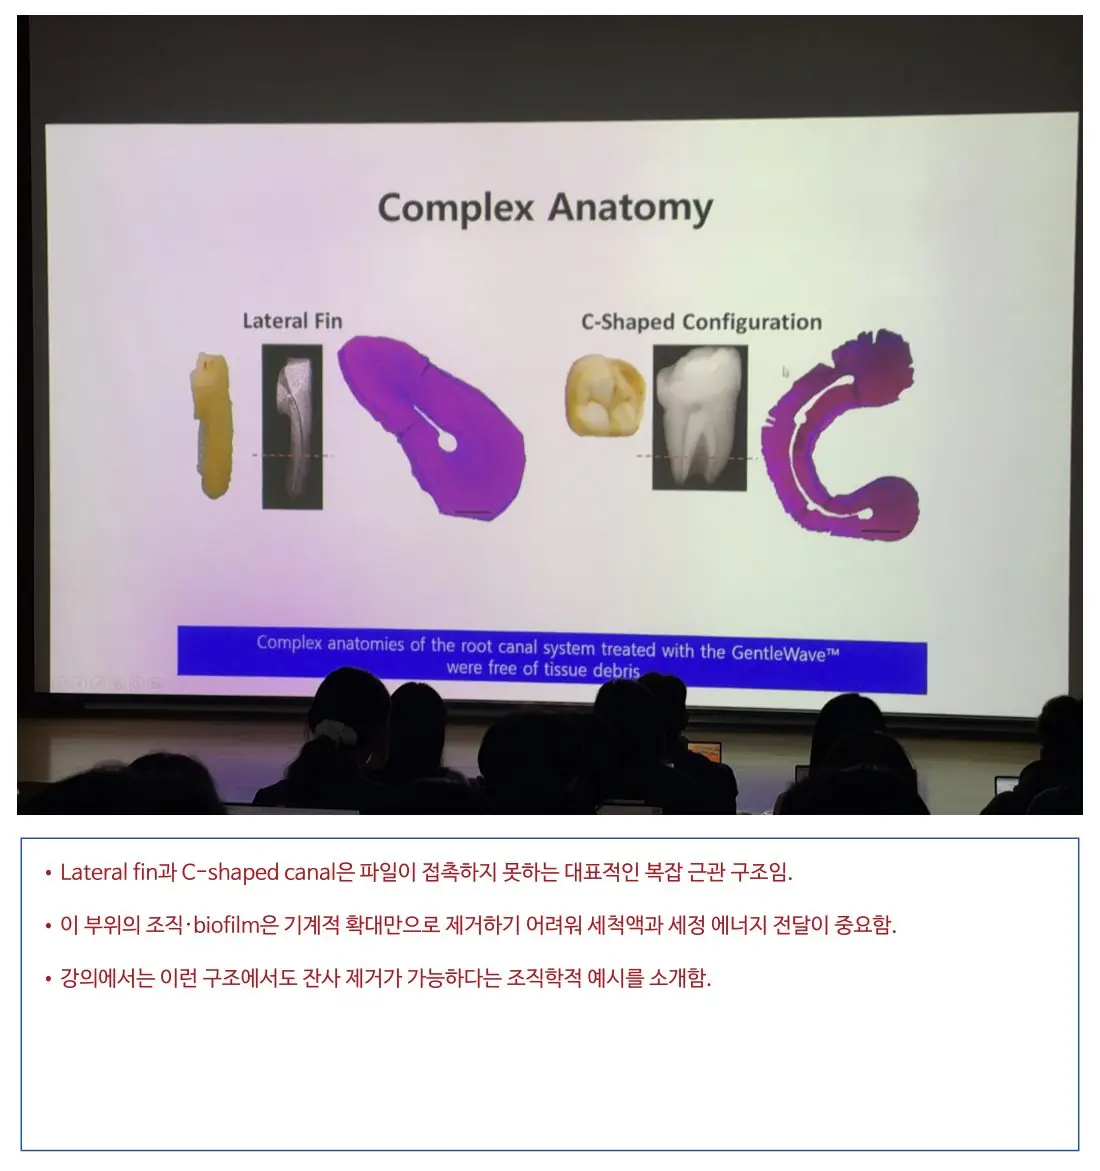 Complex Anatomy
Lateral Fin
C-Shaped Configuration
Complex anatomies of the root canal system treated with the GentleWave™
were free of tissue debris
• Lateral fin과 C-shaped canal은 파일이 접촉하지 못하는 대표적인 복잡 근관 구조임.
• 이 부위의 조직·biofilm은 기계적 확대만으로 제거하기 어려워 세척액과 세정 에너지 전달이 중요함.
• 강의에서는 이런 구조에서도 잔사 제거가 가능하다는 조직학적 예시를 소개함.